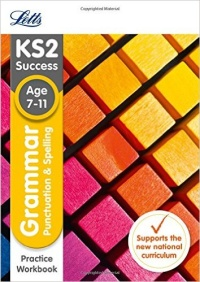 Letts
KS2
Success
Age
7-11
Grammar
Punctuation & Spelling
Practice
Workbook
Supports the
new national
curriculum